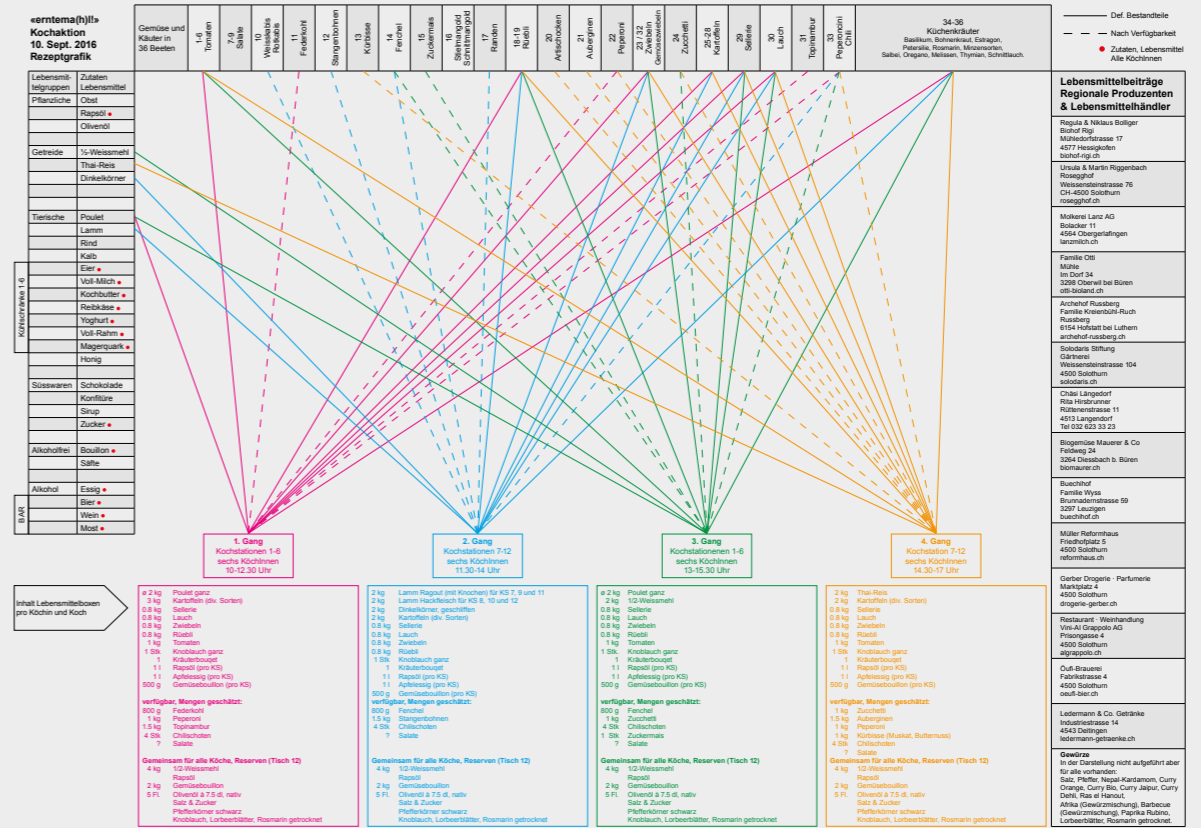 «erntema(h)l!»
Kochaktion
10. Sept. 2016
Rezeptgrafik
Gemüse und
Käuter in
36 Beeten
1-6
Tomaten
7-9
Salate
10
Weisskabis
Rotkabis
11
Federkohl
12
Stangenbohnen
13
Kürbisse
14
Fenchel
15
Zuckermais
16
Stielmangold
Schnittmangold
17
Randen
18-19
Rüebli
20
Artischocken
21
Auberginen
22
Peperoni
23 / 32
Zwiebeln
Gemüsezwiebeln
24
Zucchetti
25-28
Kartoffeln
29
Sellerie
30
Lauch
31
Topinambur
33
Peperoncini
Chili
34-36
Küchenkräuter
Basilikum, Bohnenkraut, Estragon,
Petersilie, Rosmarin, Minzensorten,
Salbei, Oregano, Melissen, Thymian, Schnittlauch.
Def. Bestandteile
Nach Verfügbarkeit
Zutaten, Lebensmittel
Alle KöchInnen
Lebensmit-
telgruppen
Zutaten
Lebensmittel
Pflanzliche Obst
Rapsöl
Olivenöl
Getreide ½-Weissmehl
Thai-Reis
Dinkelkörner
Tierische Poulet
Lamm
Rind
Kalb
Kühlschränke 1-6
Eier
Voll-Milch
Kochbutter
Reibkäse
Yoghurt
Voll-Rahm
Magerquark
Honig
Süsswaren Schokolade
Konfitüre
Sirup
Zucker
Alkoholfrei Bouillon
Säfte
Alkohol Essig
BAR
Bier
Wein
Most
1. Gang
Kochstationen 1-6
sechs KöchInnen
10-12.30 Uhr
2. Gang
Kochstationen 7-12
sechs KöchInnen
11.30-14 Uhr
3. Gang
Kochstationenen 1-6
sechs KöchInnen
13-15.30 Uhr
4. Gang
Kochstation 7-12
sechs KöchInnen
14.30-17 Uhr
Inhalt Lebensmittelboxen
pro Köchin und Koch
ø 2 kg Poulet ganz
3 kg Kartoffeln (div. Sorten)
0.8 kg Sellerie
0.8 kg Lauch
0.8 kg Zwiebeln
0.8 kg Rüebli
1 kg Tomaten
1 Stk Knoblauch ganz
1 Kräuterbouqet
1 l Rapsöl (pro KS)
1 l Apfelessig (pro KS)
500 g Gemüsebouillon (pro KS)
verfügbar, Mengen geschätzt:
800 g Federkohl
1 kg Peperoni
1.5 kg Topinambur
4 Stk Chilischoten
? Salate
Gemeinsam für alle Köche, Reserven (Tisch 12)
4 kg 1/2-Weissmehl
Rapsöl
2 kg Gemüsebouillon
5 Fl. Olivenöl à 7.5 dl, nativ
Salz & Zucker
Pfefferkörner schwarz
Knoblauch, Lorbeerblätter, Rosmarin getrocknet
2 kg Lamm Ragout (mit Knochen) für KS 7, 9 und 11
2 kg Lamm Hackfleisch für KS 8, 10 und 12
2 kg Dinkelkörner, geschliffen
2 kg Kartoffeln (div. Sorten)
0.8 kg Sellerie
0.8 kg Lauch
0.8 kg Zwiebeln
0.8 kg Rüebli
1 Stk Knoblauch ganz
1 Kräuterbouqet
1 l Rapsöl (pro KS)
1 l Apfelessig (pro KS)
500 g Gemüsebouillon (pro KS)
verfügbar, Mengen geschätzt:
800 g Fenchel
1.5 kg Stangenbohnen
4 Stk Chilischoten
? Salate
Gemeinsam für alle Köche, Reserven (Tisch 12)
4 kg 1/2-Weissmehl
Rapsöl
2 kg Gemüsebouillon
5 Fl. Olivenöl à 7.5 dl, nativ
Salz & Zucker
Pfefferkörner schwarz
Knoblauch, Lorbeerblätter, Rosmarin getrocknet
ø 2 kg Poulet ganz
2 kg 1/2-Weissmehl
0.8 kg Sellerie
0.8 kg Lauch
0.8 kg Zwiebeln
0.8 kg Rüebli
1 kg Tomaten
1 Stk Knoblauch ganz
1 Kräuterbouqet
1 l Rapsöl (pro KS)
1 l Apfelessig (pro KS)
500 g Gemüsebouillon (pro KS)
verfügbar, Mengen geschätzt:
800 g Fenchel
1 kg Zucchetti
4 Stk Chilischoten
1 Stk Zuckermais
? Salate
Gemeinsam für alle Köche, Reserven (Tisch 12)
4 kg 1/2-Weissmehl
Rapsöl
2 kg Gemüsebouillon
5 Fl. Olivenöl à 7.5 dl, nativ
Salz & Zucker
Pfefferkörner schwarz
Knoblauch, Lorbeerblätter, Rosmarin getrocknet
2 kg Thai-Reis
2 kg Kartoffeln (div. Sorten)
0.8 kg Sellerie
0.8 kg Lauch
0.8 kg Zwiebeln
0.8 kg Rüebli
1 kg Tomaten
1 Stk Knoblauch ganz
1 Kräuterbouqet
1 l Rapsöl (pro KS)
1 l Apfelessig (pro KS)
500 g Gemüsebouillon (pro KS)
verfügbar, Mengen geschätzt:
1 kg Zucchetti
1.5 kg Auberginen
1 kg Peperoni
1 kg Kürbisse (Muskat, Butternuss)
4 Stk Chilischoten
? Salate
Gemeinsam für alle Köche, Reserven (Tisch 12)
4 kg 1/2-Weissmehl
Rapsöl
2 kg Gemüsebouillon
5 Fl. Olivenöl à 7.5 dl, nativ
Salz & Zucker
Pfefferkörner schwarz
Knoblauch, Lorbeerblätter, Rosmarin getrocknet
Lebensmittelbeiträge
Regionale Produzenten
& Lebensmittelhändler
Regula & Niklaus Bolliger
Biohof Rigi
Mühledorfstrasse 17
4577 Hessigkofen
biohof-rigi.ch
Ursula & Martin Riggenbach
Rosegghof
Weissensteinstrasse 76
CH-4500 Solothurn
rosegghof.ch
Molkerei Lanz AG
Bolacker 11
4564 Obergerlafingen
lanzmilch.ch
Familie Otti
Mühle
Im Dorf 34
3298 Oberwil bei Büren
otti-bioland.ch
Archehof Russberg
Familie Kreienbühl-Ruch
Russberg
6154 Hofstatt bei Luthern
archehof-russberg.ch
Solodaris Stiftung
Gärtnerei
Weissensteinstrasse 104
4500 Solothurn
solodaris.ch
Chäsi Längedorf
Rita Hirsbrunner
Rüttenenstrasse 11
4513 Langendorf
Tel 032 623 33 23
Biogemüse Mauerer & Co
Feldweg 24
3264 Diessbach b. Büren
biomaurer.ch
Buechihof
Familie Wyss
Brunnadernstrasse 59
3297 Leuzigen
buechihof.ch
Müller Reformhaus
Friedhofplatz 5
4500 Solothurn
reformhaus.ch
Gerber Drogerie · Parfumerie
Marktplatz 4
4500 Solothurn
drogerie-gerber.ch
Restaurant · Weinhandlung
Vini-Al Grappolo AG
Prisongasse 4
4500 Solothurn
algrappolo.ch
Öufi-Brauerei
Fabrikstrasse 4
4500 Solothurn
oeufi-bier.ch
Ledermann & Co. Getränke
Industriestrasse 14
4543 Deitingen
ledermann-getraenke.ch
Gewürze
In der Darstellung nicht aufgeführt aber
für alle vorhanden:
Salz, Pfeffer, Nepal-Kardamom, Curry
Orange, Curry Bio, Curry Jaipur, Curry
Dehli, Ras el Hanout,
Afrika (Gewürzmischung), Barbecue
(Gewürzmischung), Paprika Rubino,
Lorbeerblätter, Rosmarin getrocknet.